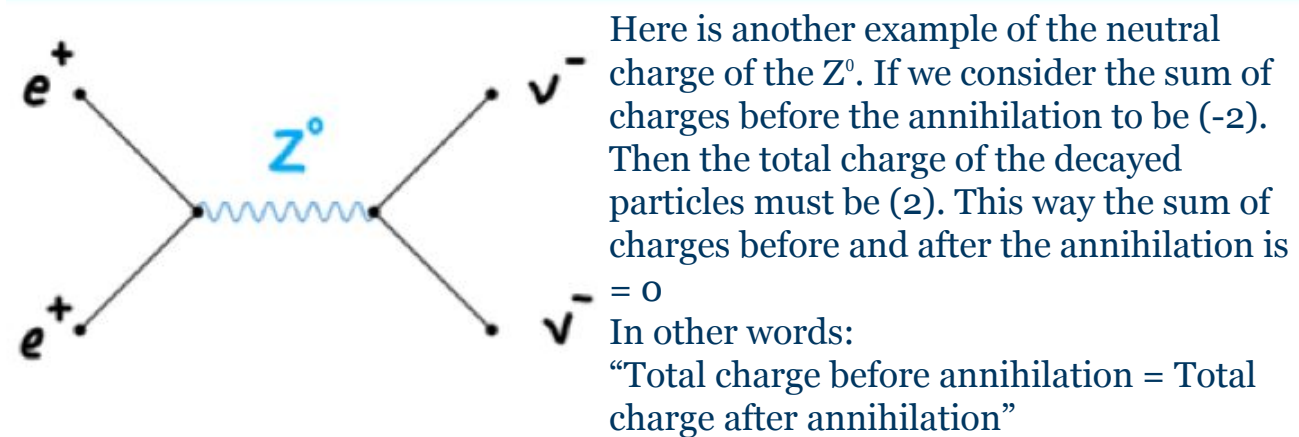 e⁺
e⁺
Z⁰
ν⁻
ν⁻
Here is another example of the neutral
charge of the Z⁰. If we consider the sum of
charges before the annihilation to be (-2).
Then the total charge of the decayed
particles must be (2). This way the sum of
charges before and after the annihilation is
= 0
In other words:
“Total charge before annihilation = Total
charge after annihilation”